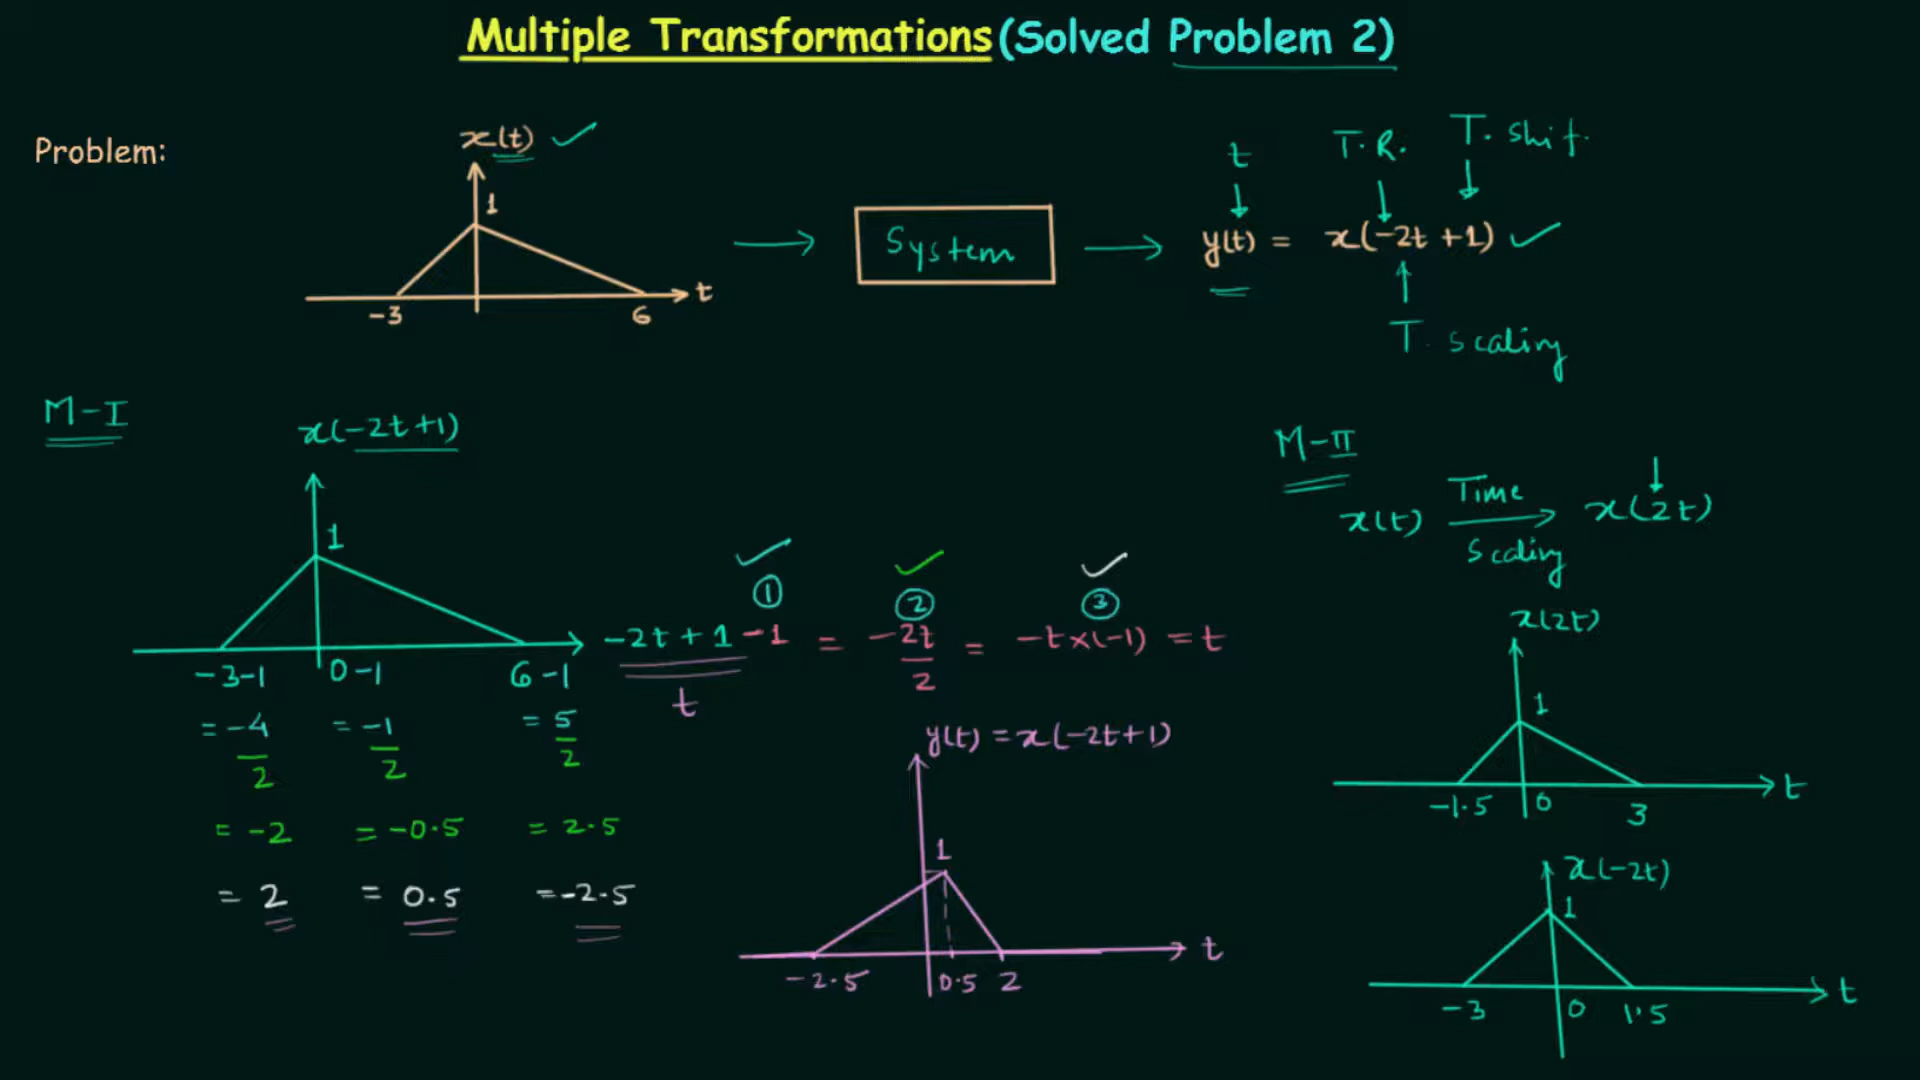 Multiple Transformations (Solved Problem 2)
Problem:
x(t)
1
-3
6
t
System
t
T.R.
T. Shif.
y(t) = x(-2t +1)
T. Scaling
M-I
x(-2t+1)
1
-3-1 0-1 6-1
= -4/2 = -1/2 = 5/2
= -2 = -0.5 = 2.5
= 2 = 0.5 = -2.5
① ② ③
-2t + 1 -1 = -2t/2 = -t×(-1) = t
t
y(t) = x(-2t+1)
1
-2.5 0.5 2
t
M-II
x(t) Time Scaling x(2t)
x(2t)
1
-1.5 0 3
t
x(-2t)
1
-3 0 1.5
t